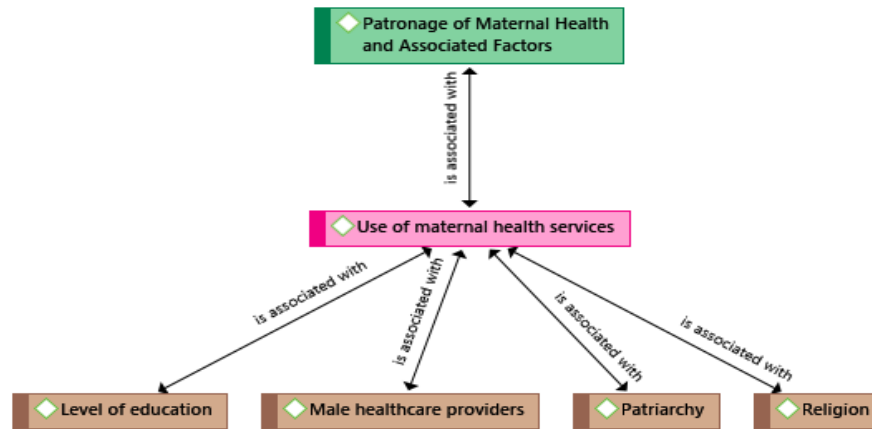 Patronage of Maternal Health
and Associated Factors
is associated with
Use of maternal health services
is associated with
is associated with
is associated with
is associated with
Level of education
Male healthcare providers
Patriarchy
Religion